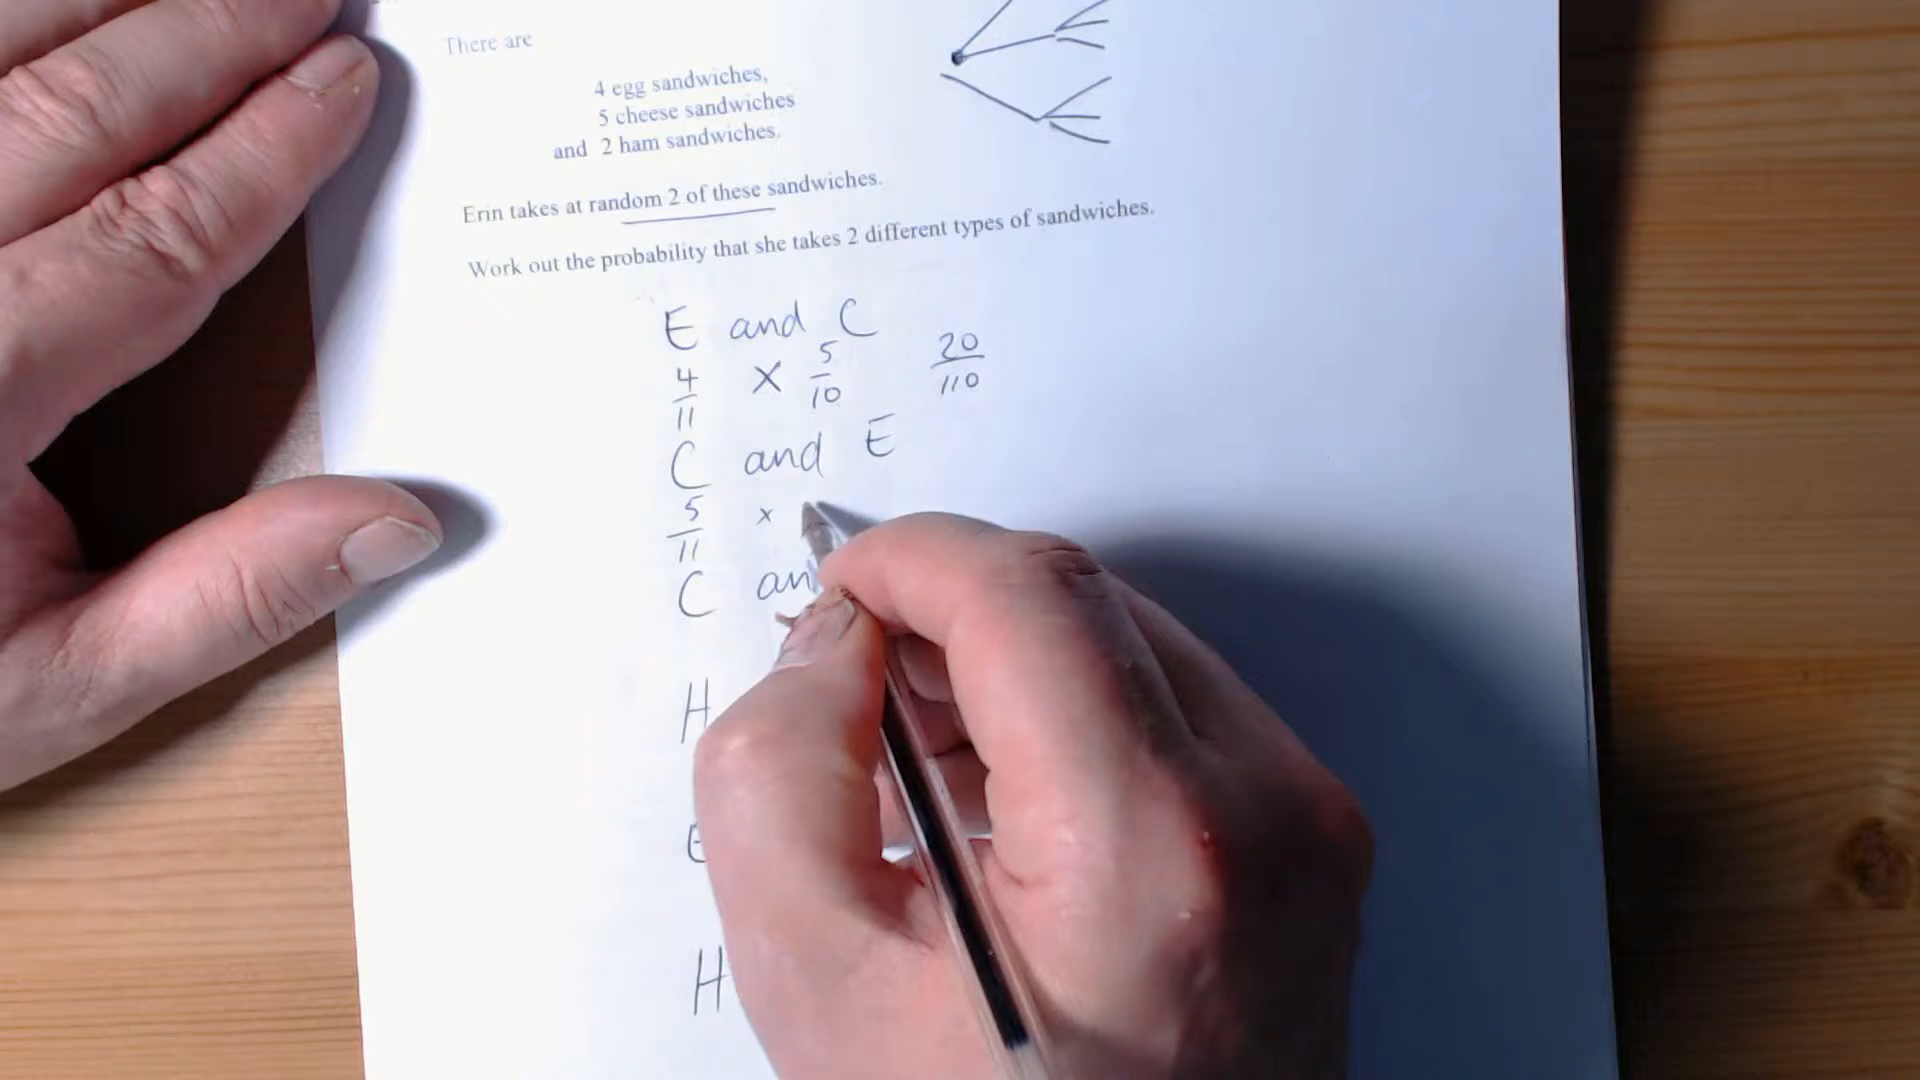 There are
4 egg sandwiches,
5 cheese sandwiches
and 2 ham sandwiches.
Erin takes at random 2 of these sandwiches.
Work out the probability that she takes 2 different types of sandwiches.
E and C
4/11 × 5/10 20/110
C and E
5/11 ×
C an
H
E
H